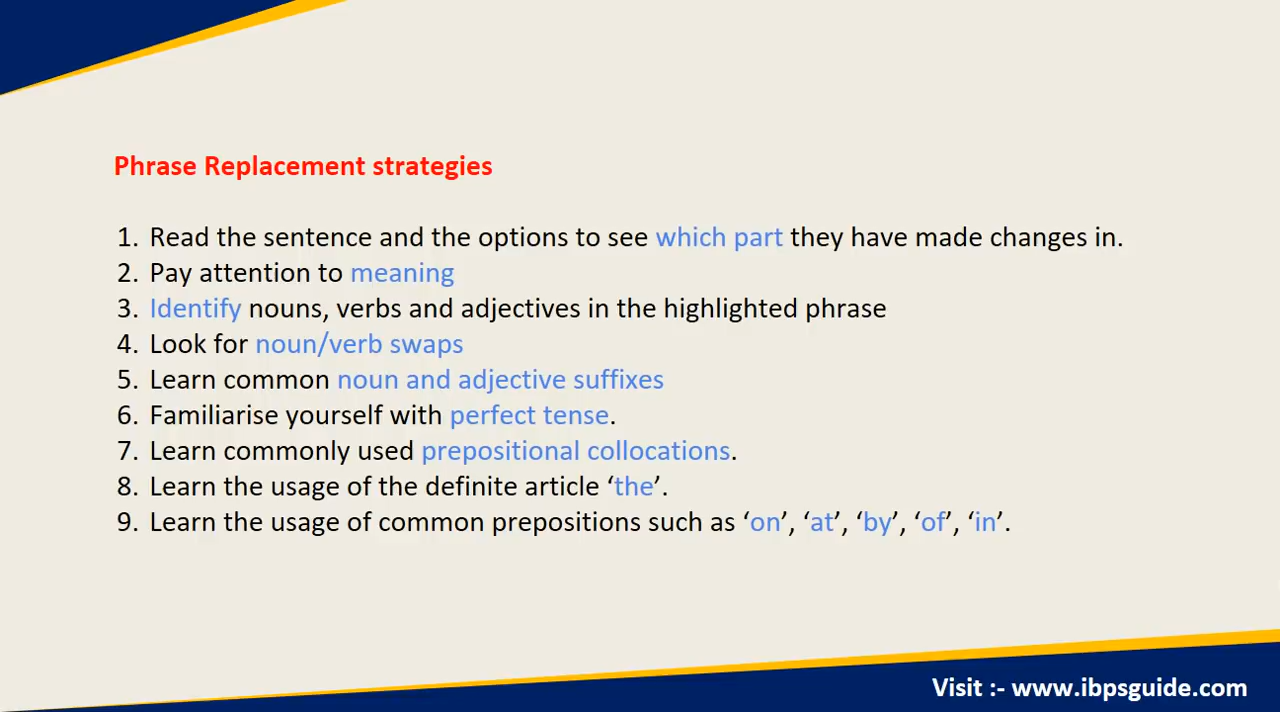 Phrase Replacement strategies
1. Read the sentence and the options to see which part they have made changes in.
2. Pay attention to meaning
3. Identify nouns, verbs and adjectives in the highlighted phrase
4. Look for noun/verb swaps
5. Learn common noun and adjective suffixes
6. Familiarise yourself with perfect tense.
7. Learn commonly used prepositional collocations.
8. Learn the usage of the definite article ‘the’.
9. Learn the usage of common prepositions such as ‘on’, ‘at’, ‘by’, ‘of’, ‘in’.
Visit :- www.ibpsguide.com